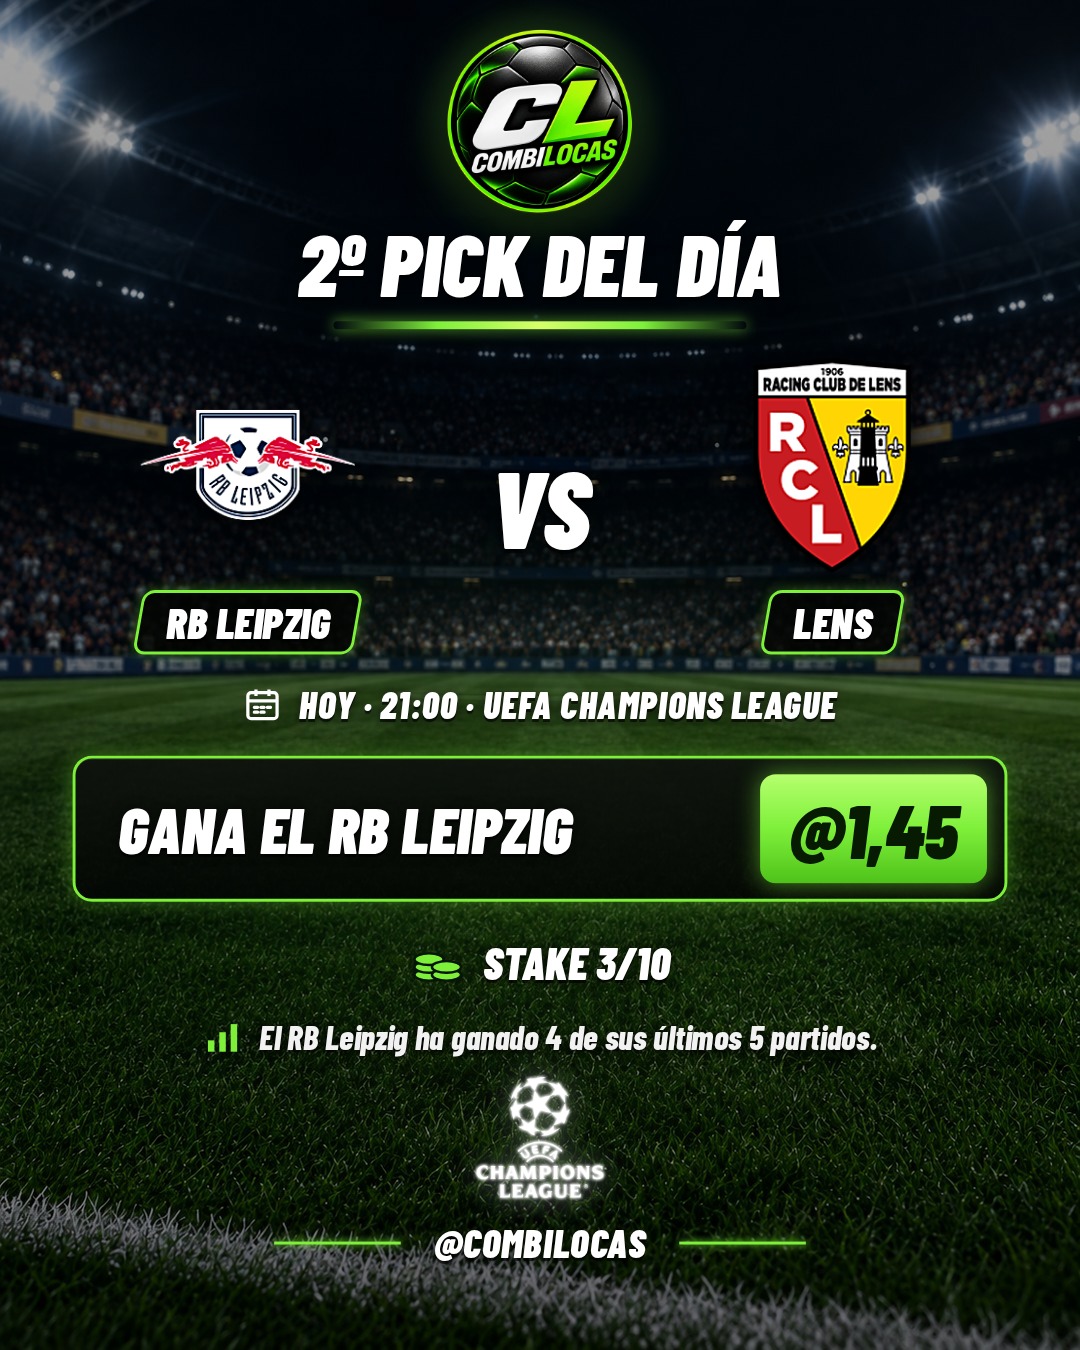 CL
COMBILOCAS
2º PICK DEL DÍA
RB LEIPZIG
VS
1906
RACING CLUB DE LENS
RCL
RB LEIPZIG
LENS
HOY · 21:00 · UEFA CHAMPIONS LEAGUE
GANA EL RB LEIPZIG
@1,45
STAKE 3/10
El RB Leipzig ha ganado 4 de sus últimos 5 partidos.
UEFA
CHAMPIONS
LEAGUE
@COMBILOCAS